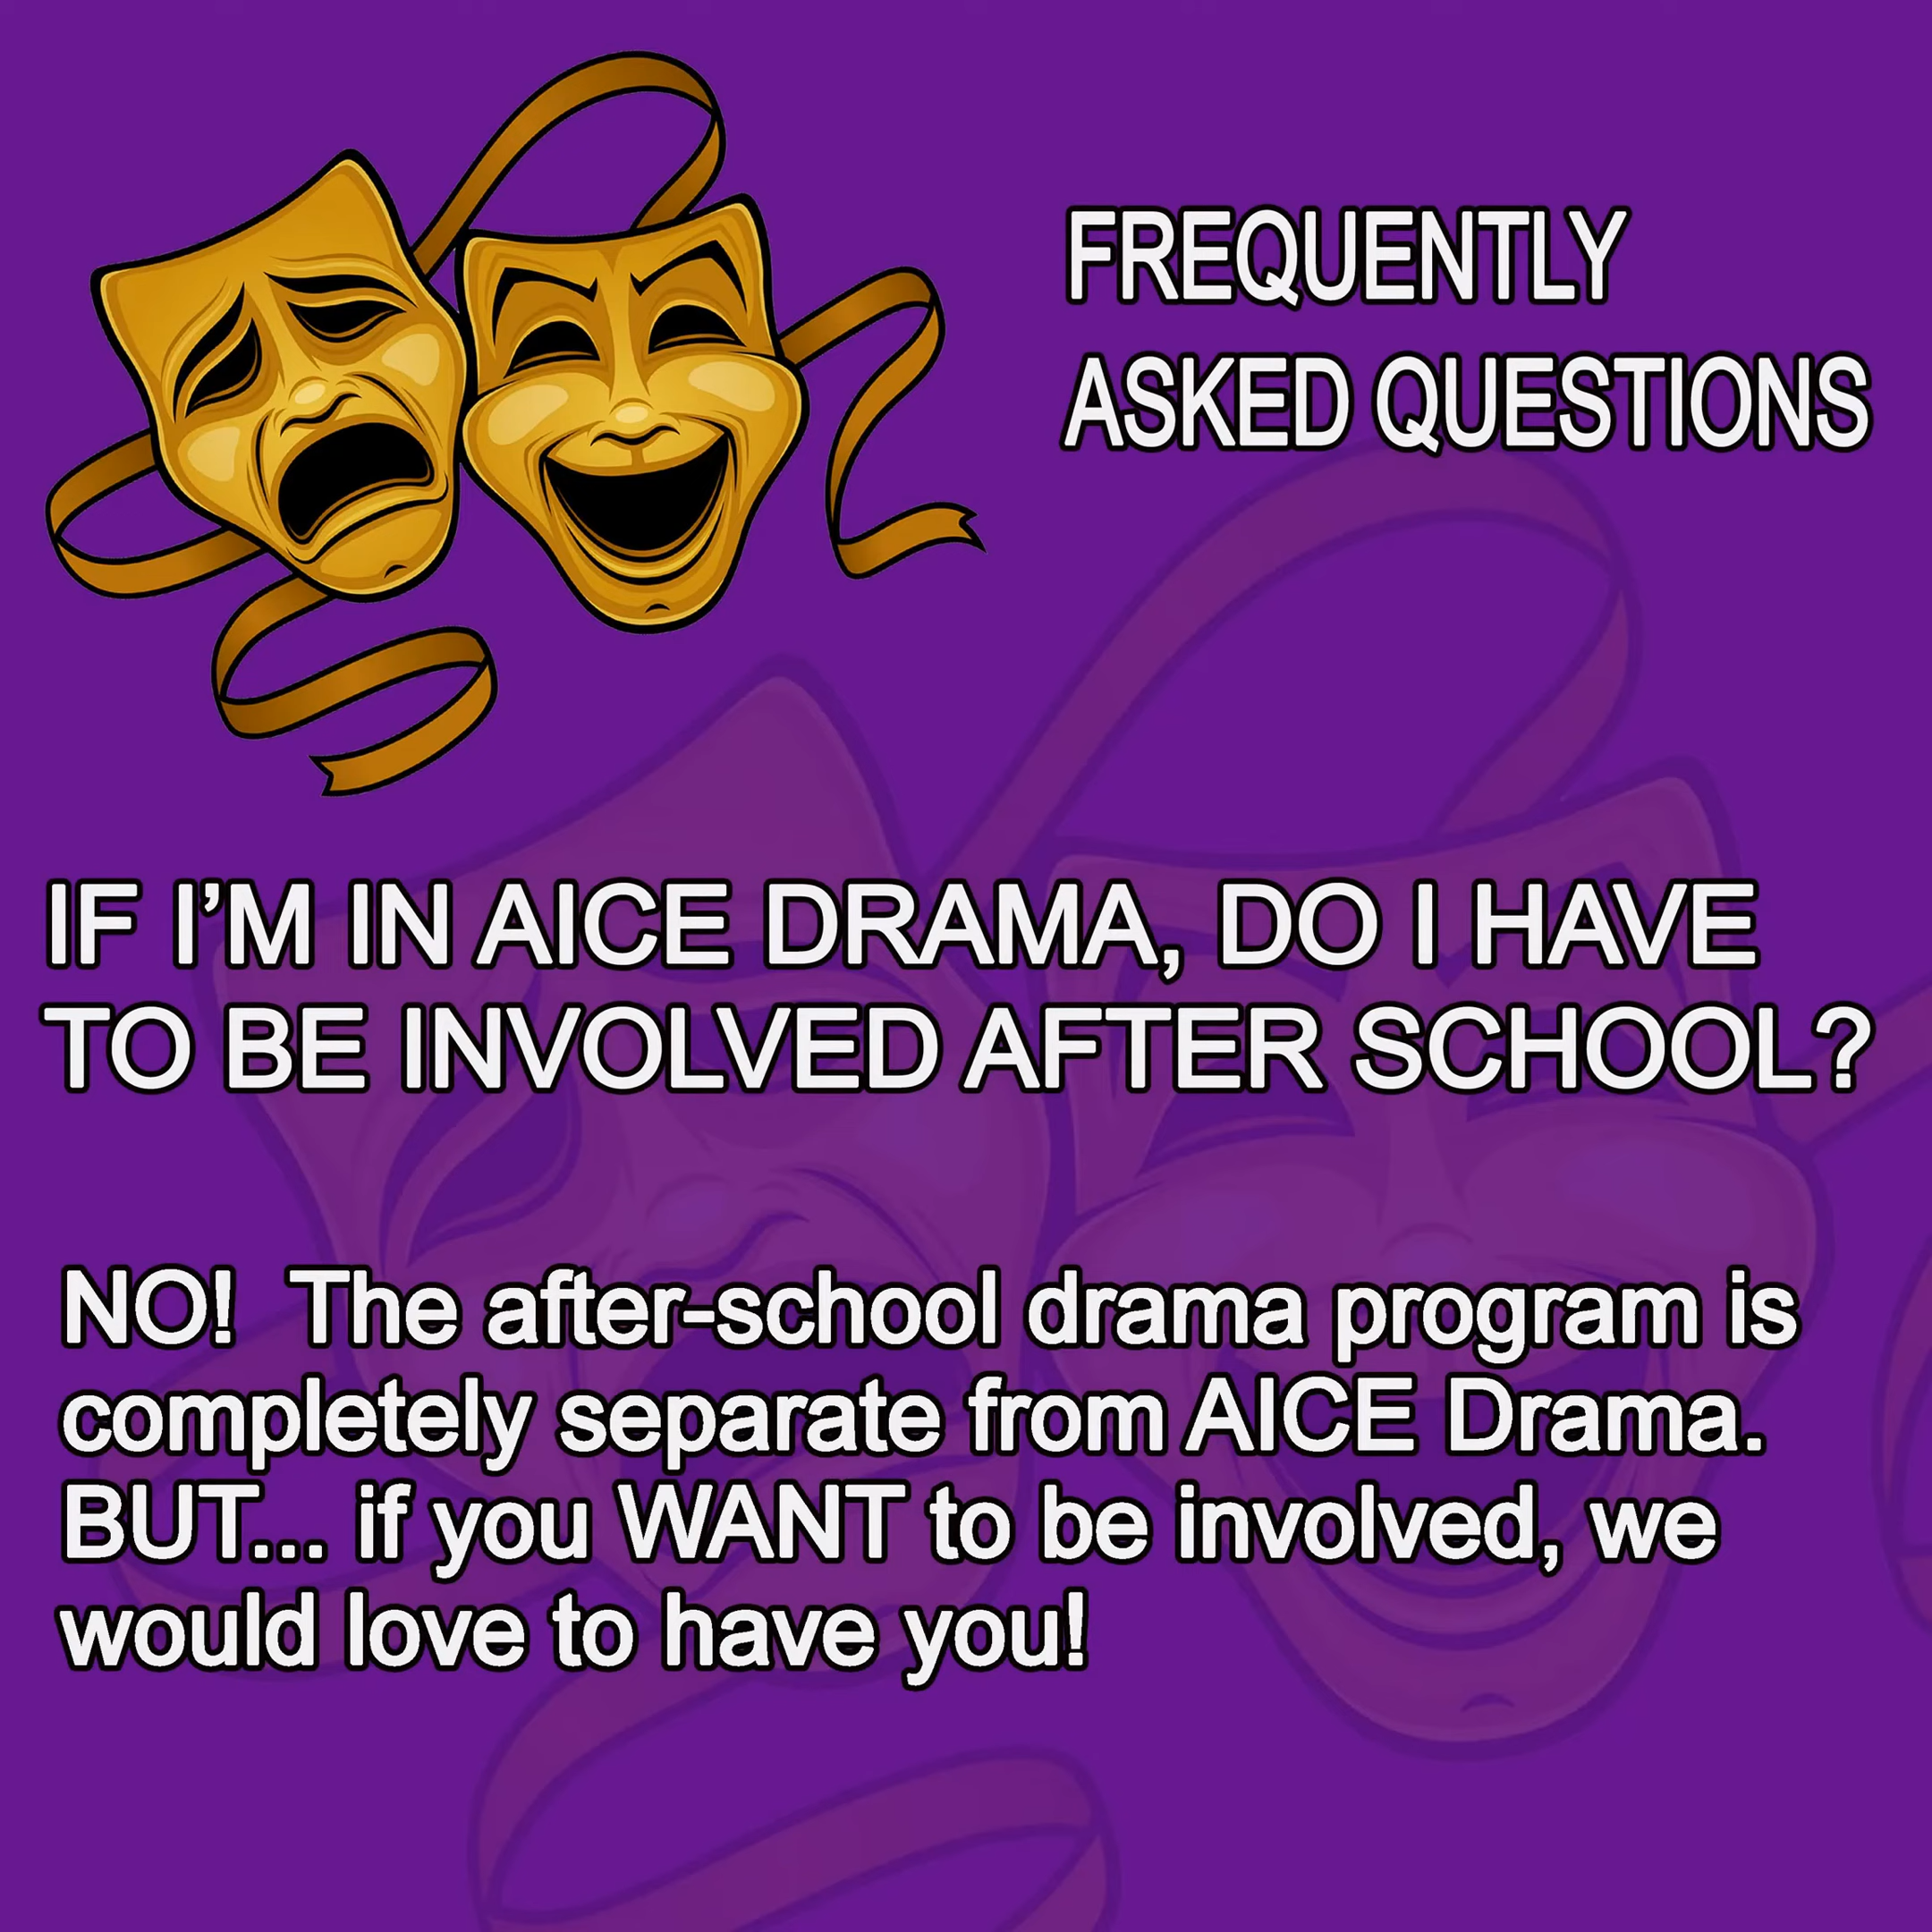 FREQUENTLY
ASKED QUESTIONS
IF I’M IN AICE DRAMA, DO I HAVE
TO BE INVOLVED AFTER SCHOOL?
NO!  The after-school drama program is
completely separate from AICE Drama.
BUT... if you WANT to be involved, we
would love to have you!